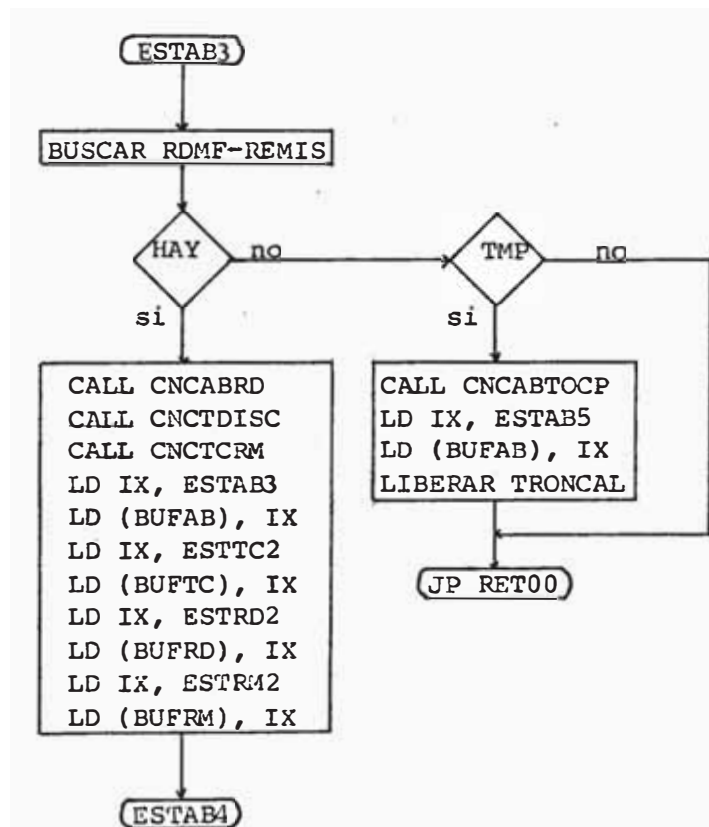 ESTAB3
BUSCAR RDMF-REMIS
HAY
no
TMP
no
si
si
CALL CNCABRD
CALL CNCTDISC
CALL CNCTCRM
LD IX, ESTAB3
LD (BUFAB), IX
LD IX, ESTTC2
LD (BUFTC), IX
LD IX, ESTRD2
LD (BUFRD), IX
LD IX, ESTRM2
LD (BUFRM), IX
CALL CNCABTOCP
LD IX, ESTAB5
LD (BUFAB), IX
LIBERAR TRONCAL
JP RET00
ESTAB4